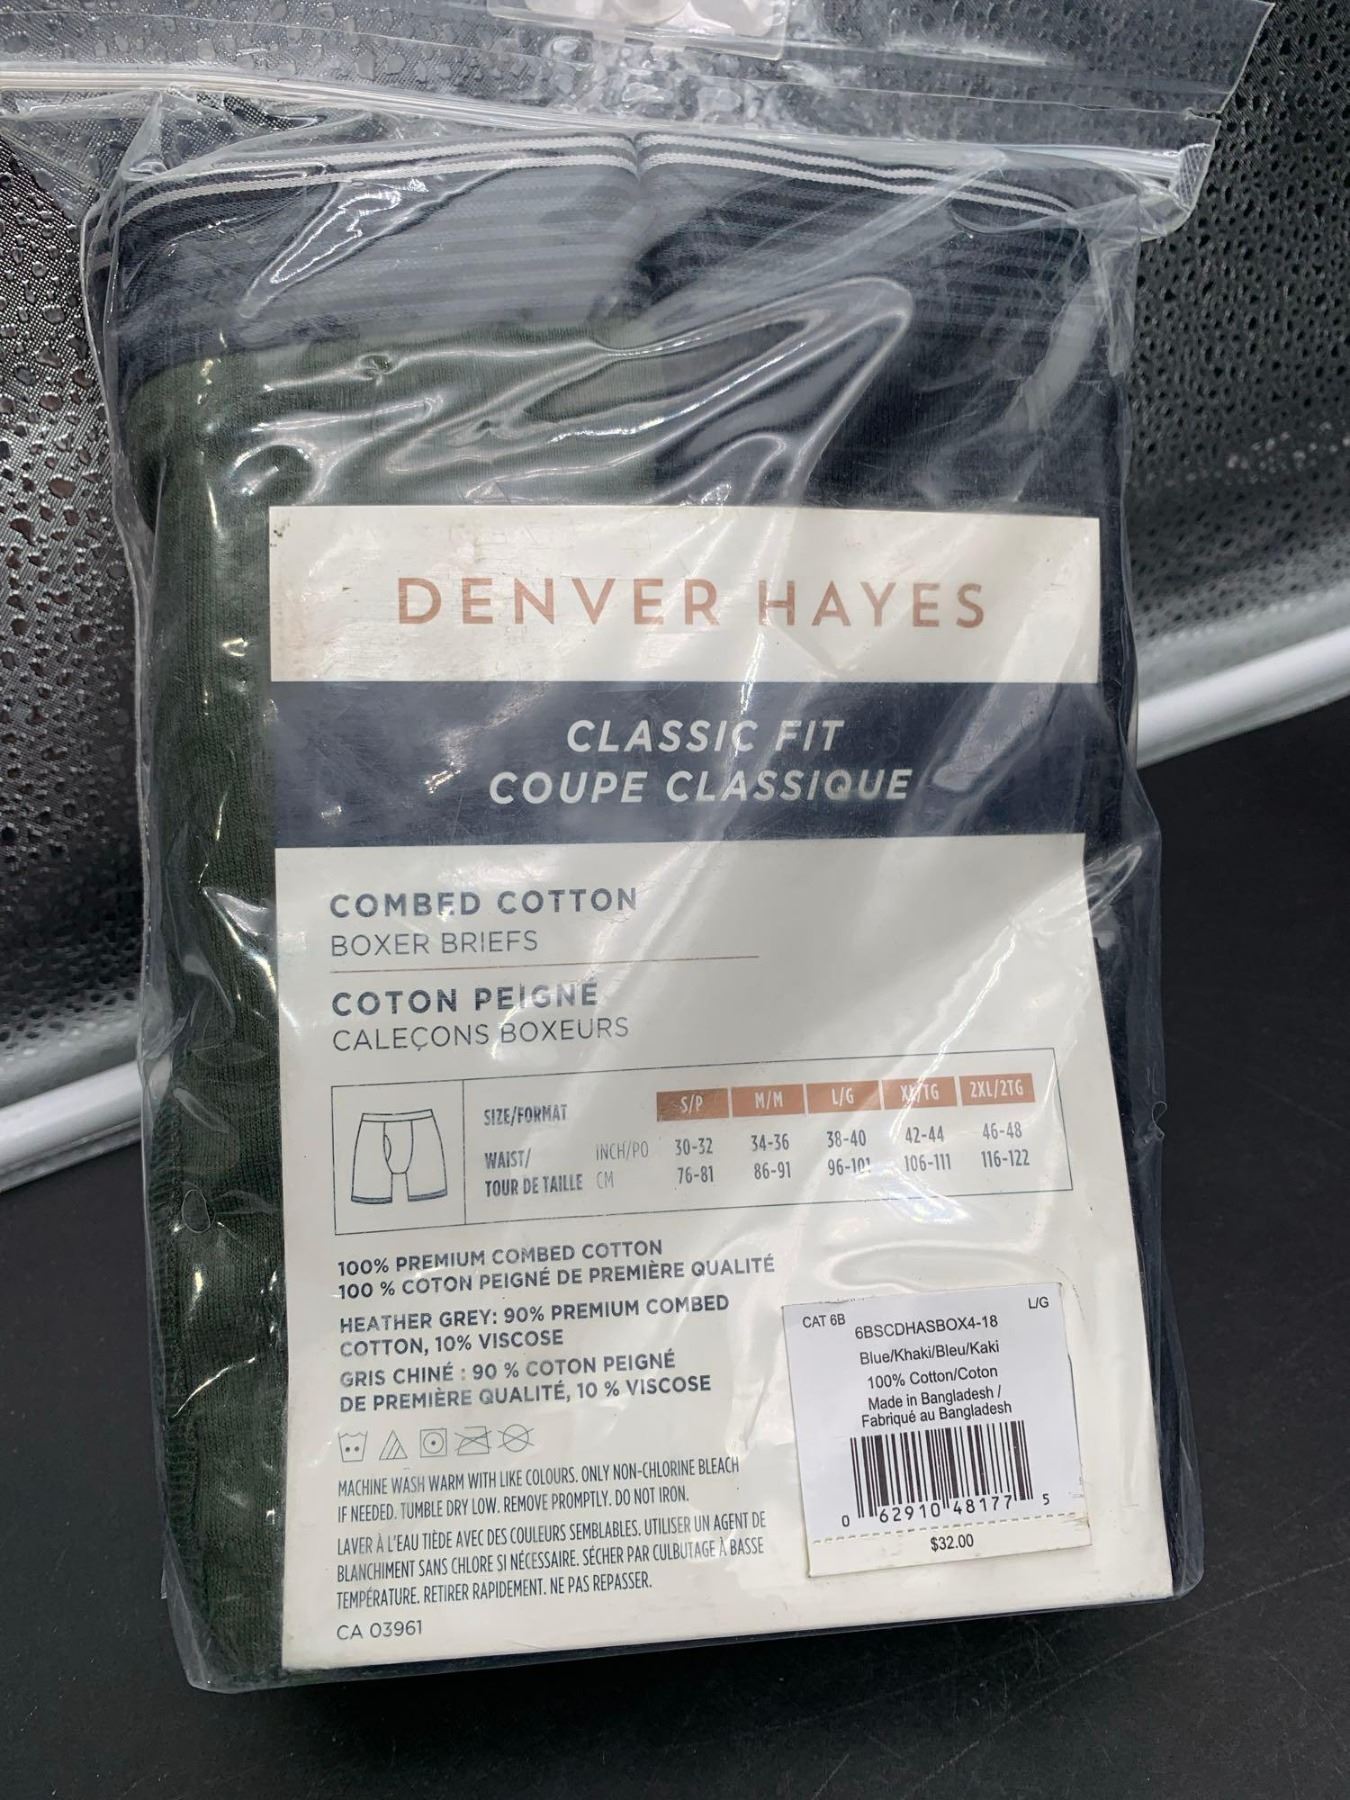 DENVER HAYES
CLASSIC FIT
COUPE CLASSIQUE
COMBED COTTON
BOXER BRIEFS
COTON PEIGNÉ
CALEÇONS BOXEURS
SIZE/FORMAT S/P M/M L/G XL/TG 2XL/2TG
WAIST/ INCH/PO 30-32 34-36 38-40 42-44 46-48
TOUR DE TAILLE CM 76-81 86-91 96-101 106-111 116-122
100% PREMIUM COMBED COTTON
100 % COTON PEIGNÉ DE PREMIÈRE QUALITÉ
HEATHER GREY: 90% PREMIUM COMBED
COTTON, 10% VISCOSE
GRIS CHINÉ : 90 % COTON PEIGNÉ
DE PREMIÈRE QUALITÉ, 10 % VISCOSE
MACHINE WASH WARM WITH LIKE COLOURS. ONLY NON-CHLORINE BLEACH
IF NEEDED. TUMBLE DRY LOW. REMOVE PROMPTLY. DO NOT IRON.
LAVER À L'EAU TIÈDE AVEC DES COULEURS SEMBLABLES. UTILISER UN AGENT DE
BLANCHIMENT SANS CHLORE SI NÉCESSAIRE. SÉCHER PAR CULBUTAGE À BASSE
TEMPÉRATURE. RETIRER RAPIDEMENT. NE PAS REPASSER.
CA 03961
L/G
CAT 6B
6BSCDHASBOX4-18
Blue/Khaki/Bleu/Kaki
100% Cotton/Coton
Made in Bangladesh /
Fabriqué au Bangladesh
0 62910 48177 5
$32.00